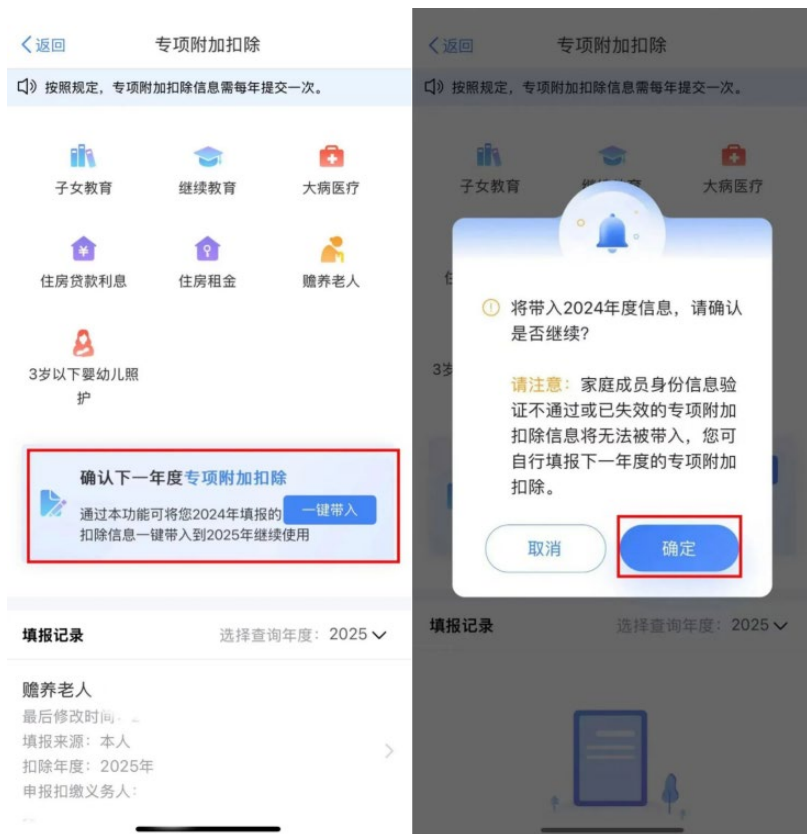 返回
专项附加扣除
按照规定，专项附加扣除信息需每年提交一次。
子女教育
继续教育
大病医疗
住房贷款利息
住房租金
赡养老人
3岁以下婴幼儿照
护
确认下一年度专项附加扣除
通过本功能可将您2024年填报的
扣除信息一键带入到2025年继续使用
一键带入
填报记录
选择查询年度：2025
赡养老人
最后修改时间：
填报来源：本人
扣除年度：2025年
申报扣缴义务人：
返回
专项附加扣除
按照规定，专项附加扣除信息需每年提交一次。
子女教育
大病医疗
将带入2024年度信息，请确认
是否继续？
请注意：家庭成员身份信息验
证不通过或已失效的专项附加
扣除信息将无法被带入，您可
自行填报下一年度的专项附加
扣除。
取消
确定
填报记录
选择查询年度：2025